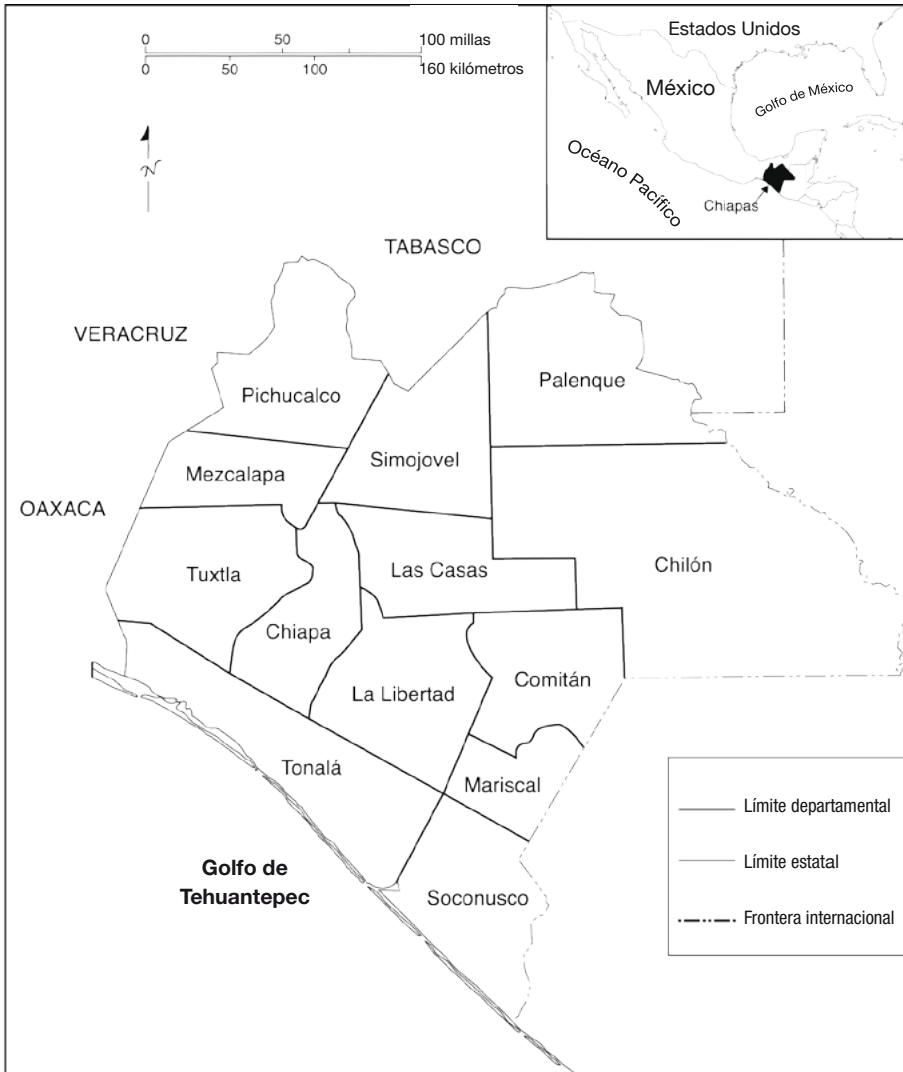 0 50 100 millas
0 50 100 160 kilómetros
N
Estados Unidos
México
Golfo de México
Océano Pacífico
Chiapas
TABASCO
VERACRUZ
OAXACA
Pichucalco
Palenque
Simojovel
Mezcalapa
Las Casas
Chilón
Tuxtla
Chiapa
La Libertad
Comitán
Tonalá
Mariscal
Soconusco
Golfo de
Tehuantepec
Límite departamental
Límite estatal
Frontera internacional